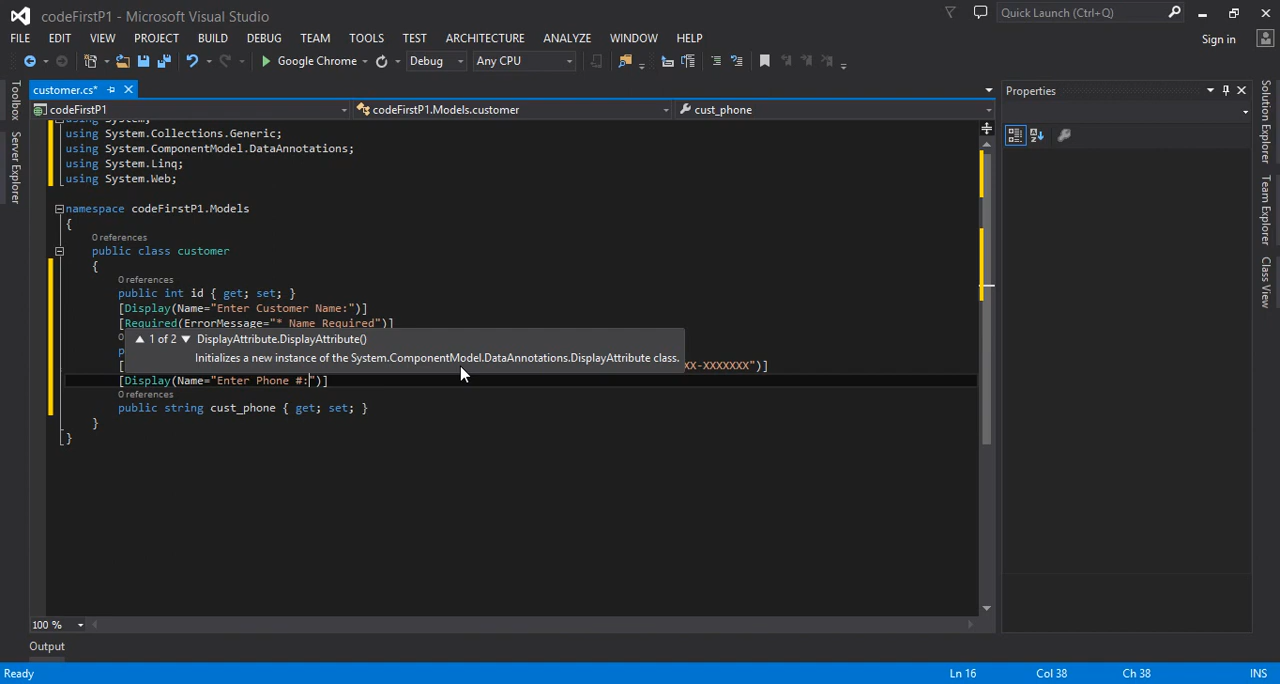 codeFirstP1 - Microsoft Visual Studio
Quick Launch (Ctrl+Q)
FILE EDIT VIEW PROJECT BUILD DEBUG TEAM TOOLS TEST ARCHITECTURE ANALYZE WINDOW HELP
Sign in
Google Chrome
Debug
Any CPU
Toolbox
Server Explorer
customer.cs*
codeFirstP1
codeFirstP1.Models.customer
cust_phone
using System;
using System.Collections.Generic;
using System.ComponentModel.DataAnnotations;
using System.Linq;
using System.Web;
namespace codeFirstP1.Models
{
0 references
public class customer
{
0 references
public int id { get; set; }
[Display(Name="Enter Customer Name:")]
[Required(ErrorMessage="* Name Required")]
1 of 2 DisplayAttribute.DisplayAttribute()
Initializes a new instance of the System.ComponentModel.DataAnnotations.DisplayAttribute class.
XX-XXXXXXX")]
[Display(Name="Enter Phone #:")]
0 references
public string cust_phone { get; set; }
}
}
100 %
Output
Properties
Solution Explorer
Team Explorer
Class View
Ready
Ln 16
Col 38
Ch 38
INS